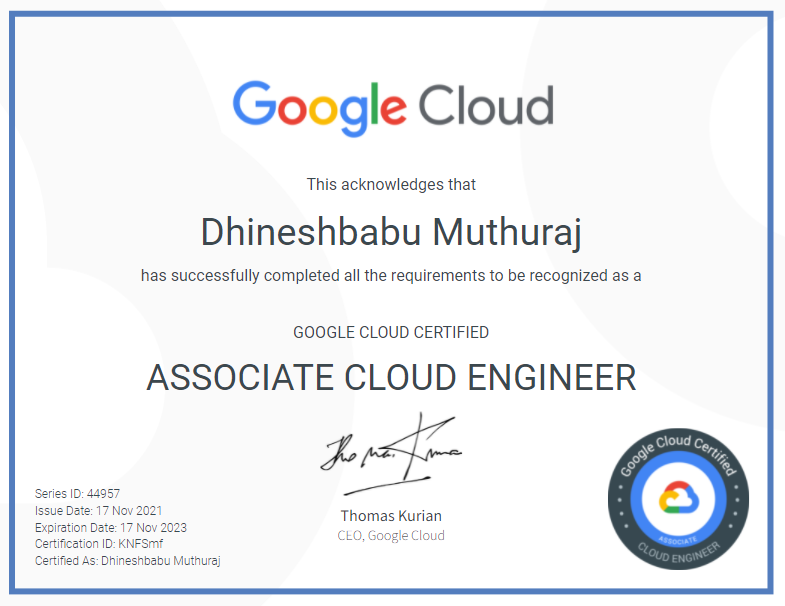 Google Cloud
This acknowledges that
Dhineshbabu Muthuraj
has successfully completed all the requirements to be recognized as a
GOOGLE CLOUD CERTIFIED
ASSOCIATE CLOUD ENGINEER
Thomas Kurian
CEO, Google Cloud
Series ID: 44957
Issue Date: 17 Nov 2021
Expiration Date: 17 Nov 2023
Certification ID: KNFSmf
Certified As: Dhineshbabu Muthuraj
Google Cloud Certified
ASSOCIATE
CLOUD ENGINEER